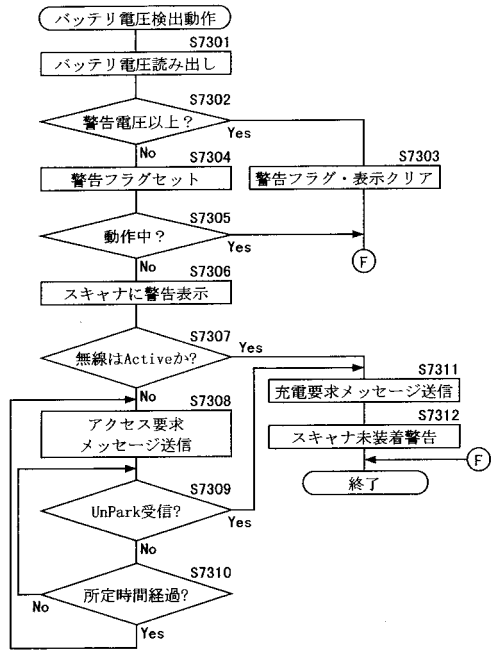 バッテリ電圧検出動作
S7301
バッテリ電圧読み出し
S7302
警告電圧以上?
Yes
No
S7304
警告フラグセット
S7303
警告フラグ・表示クリア
S7305
動作中?
Yes
F
No
S7306
スキャナに警告表示
S7307
無線はActiveか?
Yes
No
S7308
アクセス要求
メッセージ送信
S7311
充電要求メッセージ送信
S7312
スキャナ未装着警告
F
終了
S7309
UnPark受信?
Yes
No
S7310
所定時間経過?
No
Yes